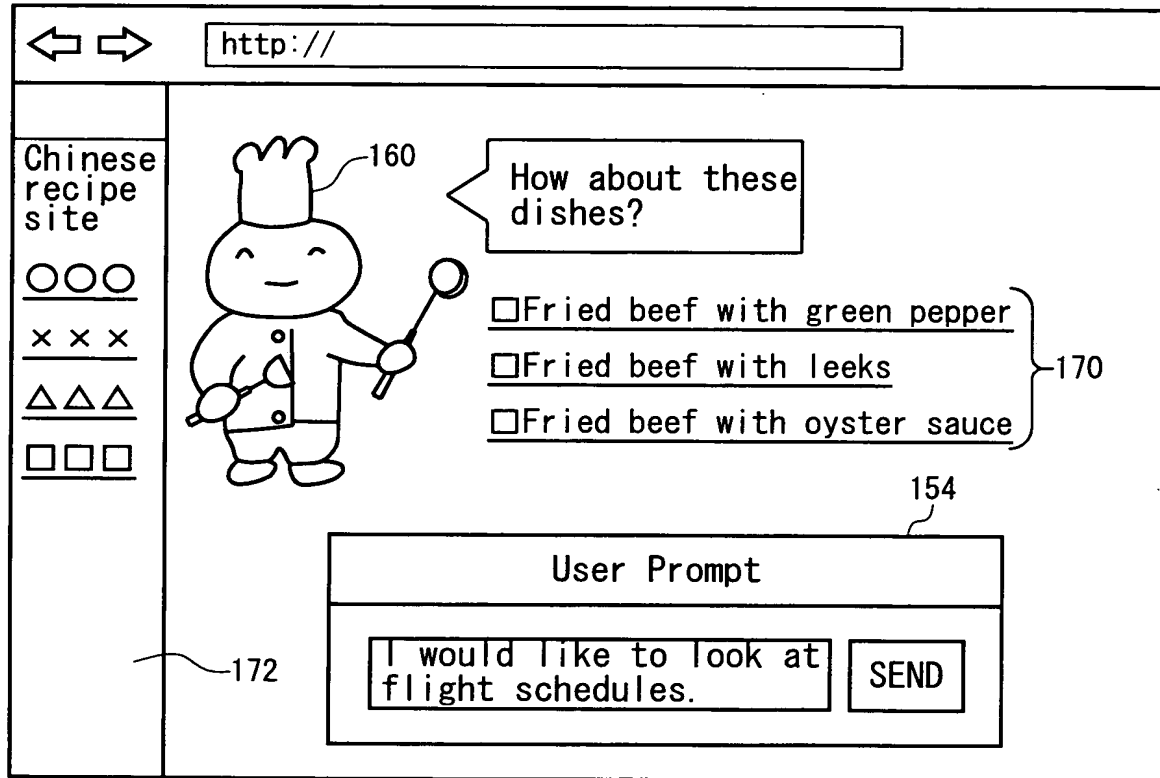 http://
Chinese
recipe
site
○○○
×××
△△△
□□□
160
How about these
dishes?
□Fried beef with green pepper
□Fried beef with leeks
□Fried beef with oyster sauce
170
154
User Prompt
I would like to look at
flight schedules.
SEND
172